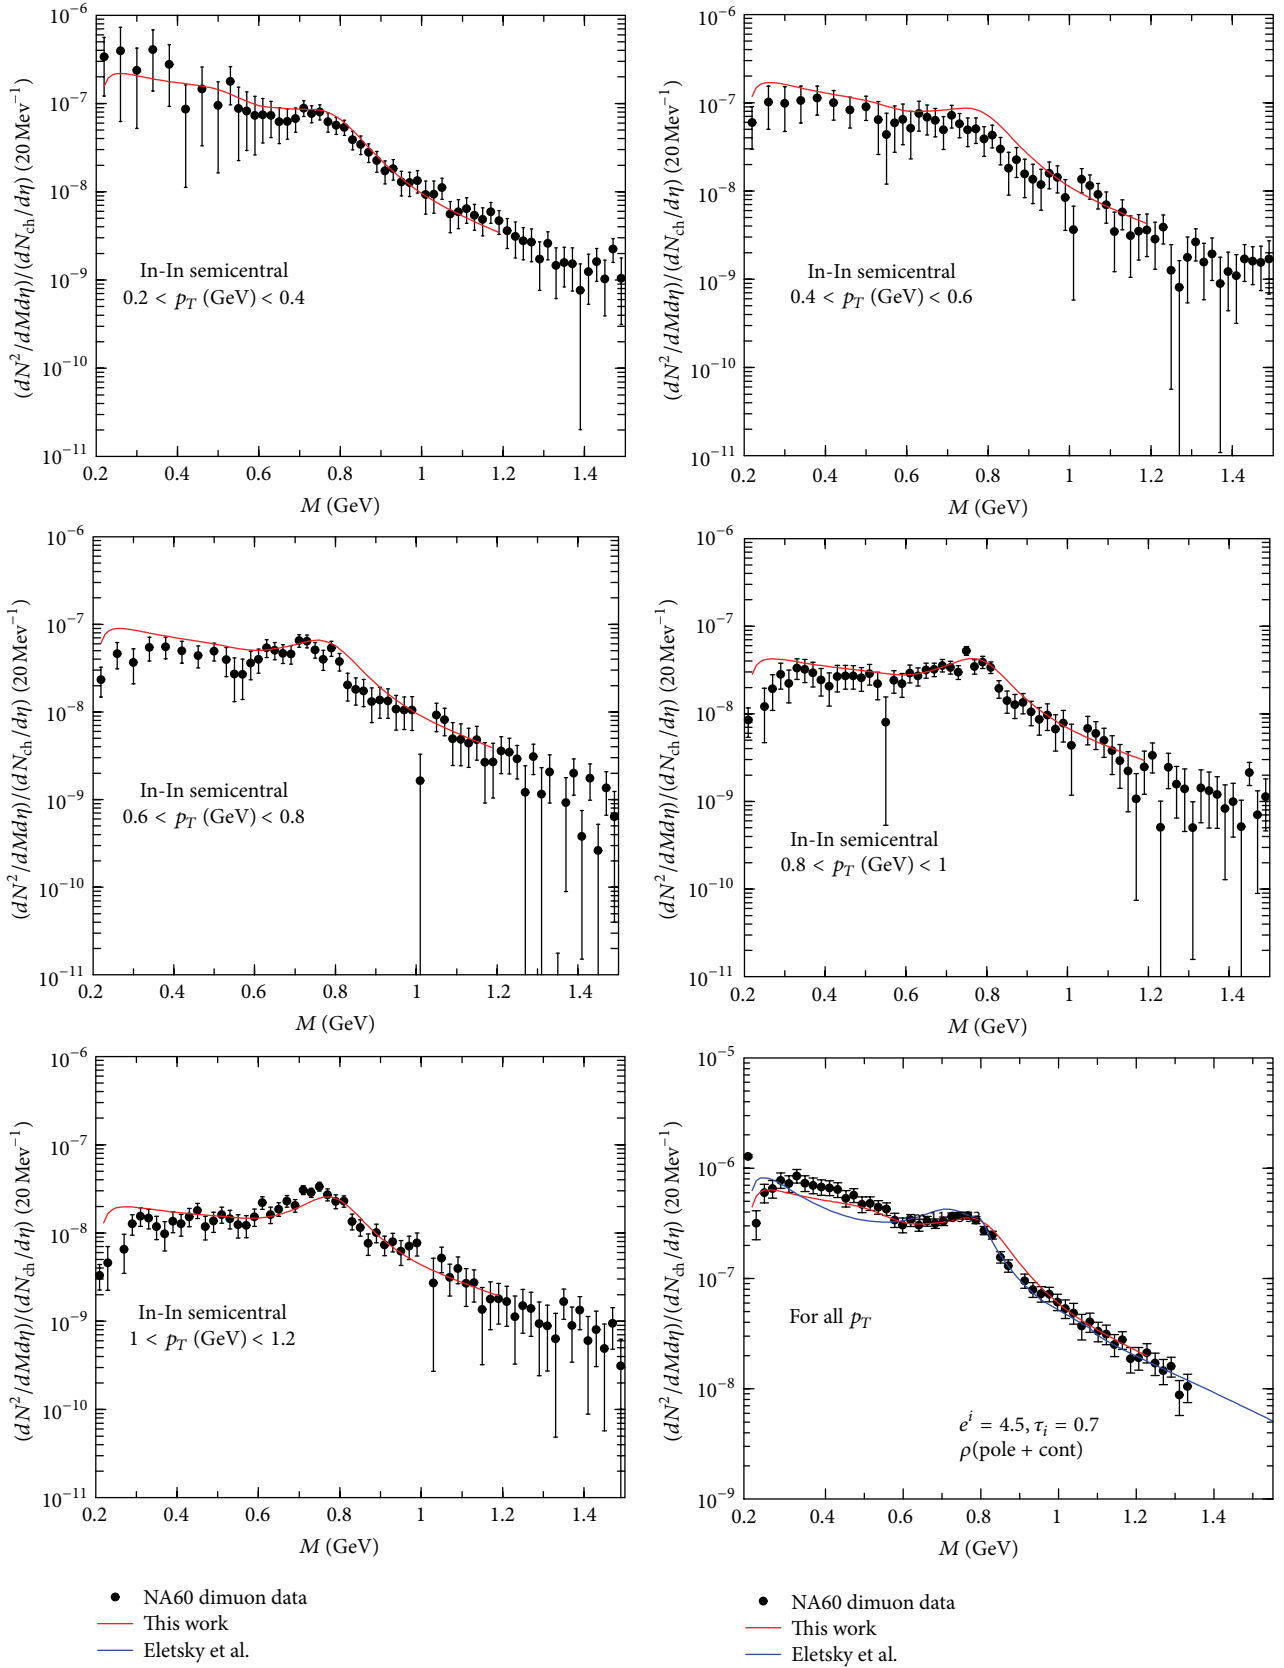 10⁻⁶
10⁻⁷
10⁻⁸
10⁻⁹
10⁻¹⁰
10⁻¹¹
(dN²/dMdη)/(dN_ch/dη) (20 Mev⁻¹)
In-In semicentral
0.2 < p_T (GeV) < 0.4
0.2 0.4 0.6 0.8 1 1.2 1.4
M (GeV)
10⁻⁶
10⁻⁷
10⁻⁸
10⁻⁹
10⁻¹⁰
10⁻¹¹
(dN²/dMdη)/(dN_ch/dη) (20 Mev⁻¹)
In-In semicentral
0.4 < p_T (GeV) < 0.6
0.2 0.4 0.6 0.8 1 1.2 1.4
M (GeV)
10⁻⁶
10⁻⁷
10⁻⁸
10⁻⁹
10⁻¹⁰
10⁻¹¹
(dN²/dMdη)/(dN_ch/dη) (20 Mev⁻¹)
In-In semicentral
0.6 < p_T (GeV) < 0.8
0.2 0.4 0.6 0.8 1 1.2 1.4
M (GeV)
10⁻⁶
10⁻⁷
10⁻⁸
10⁻⁹
10⁻¹⁰
10⁻¹¹
(dN²/dMdη)/(dN_ch/dη) (20 Mev⁻¹)
In-In semicentral
0.8 < p_T (GeV) < 1
0.2 0.4 0.6 0.8 1 1.2 1.4
M (GeV)
10⁻⁶
10⁻⁷
10⁻⁸
10⁻⁹
10⁻¹⁰
10⁻¹¹
(dN²/dMdη)/(dN_ch/dη) (20 Mev⁻¹)
In-In semicentral
1 < p_T (GeV) < 1.2
0.2 0.4 0.6 0.8 1 1.2 1.4
M (GeV)
10⁻⁵
10⁻⁶
10⁻⁷
10⁻⁸
10⁻⁹
(dN²/dMdη)/(dN_ch/dη) (20 Mev⁻¹)
For all p_T
eⁱ = 4.5, τ_i = 0.7
ρ(pole + cont)
0.2 0.4 0.6 0.8 1 1.2 1.4
M (GeV)
NA60 dimuon data
This work
Eletsky et al.
NA60 dimuon data
This work
Eletsky et al.